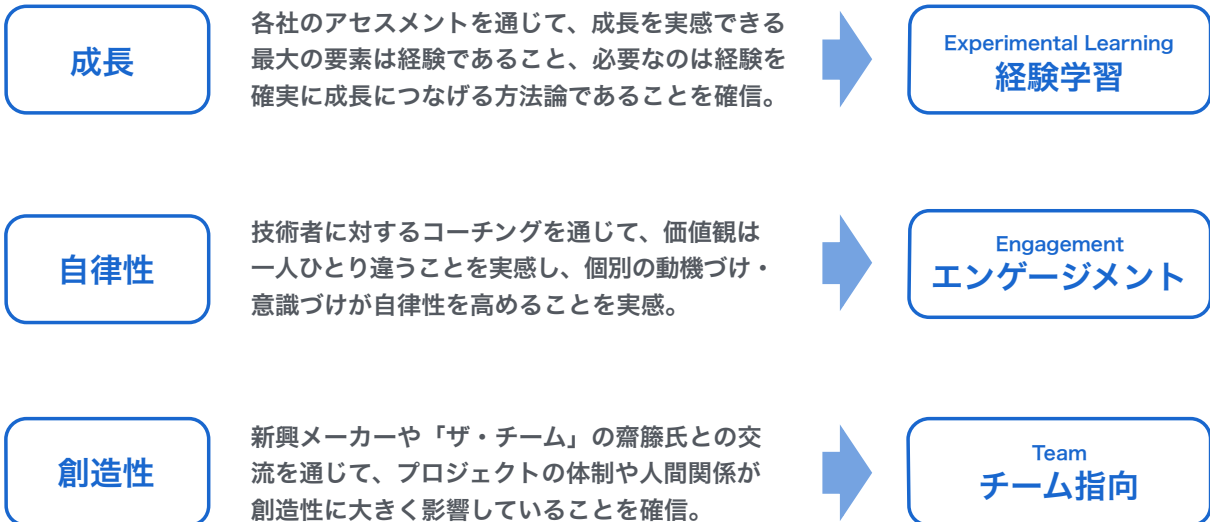 成長
各社のアセスメントを通じて、成長を実感できる
最大の要素は経験であること、必要なのは経験を
確実に成長につなげる方法論であることを確信。
Experimental Learning
経験学習
自律性
技術者に対するコーチングを通じて、価値観は
一人ひとり違うことを実感し、個別の動機づけ・
意識づけが自律性を高めることを実感。
Engagement
エンゲージメント
創造性
新興メーカーや「ザ・チーム」の齋藤氏との交
流を通じて、プロジェクトの体制や人間関係が
創造性に大きく影響していることを確信。
Team
チーム指向